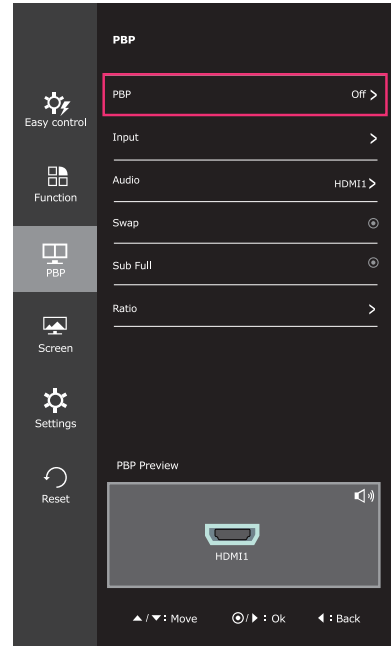 PBP
PBP Off >
Input >
Audio HDMI1 >
Swap
Sub Full
Ratio >
Easy control
Function
PBP
Screen
Settings
Reset
PBP Preview
HDMI1
▲/▼: Move ◉/▶ : Ok ◀ : Back